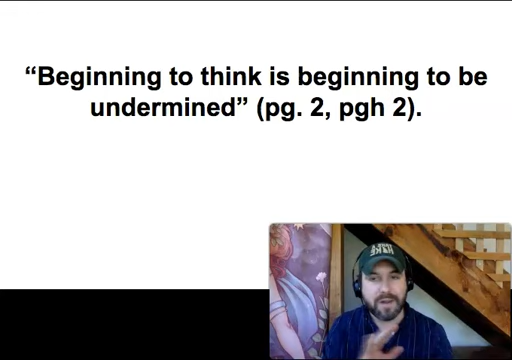 “Beginning to think is beginning to be
undermined” (pg. 2, pgh 2).